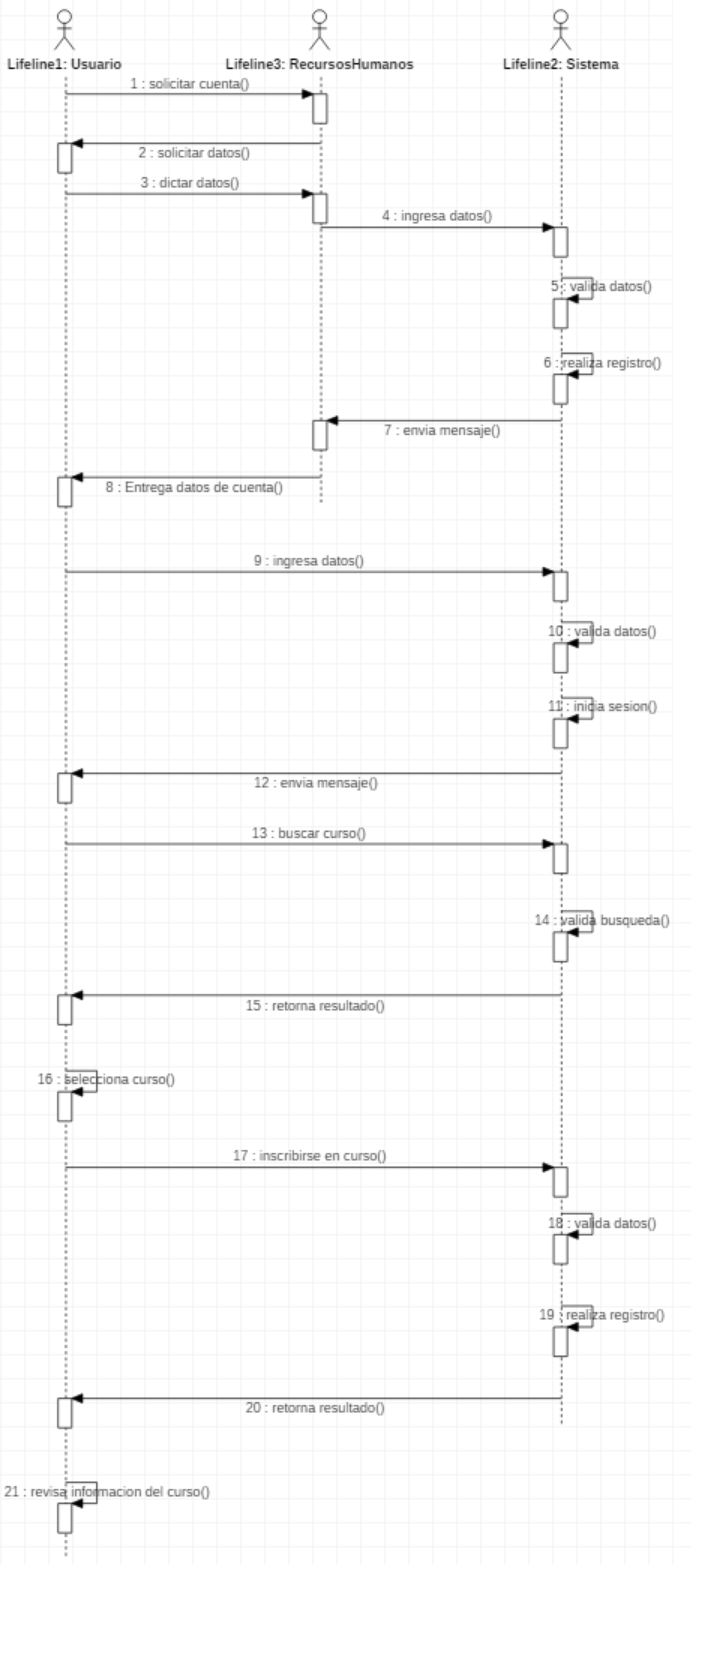 Lifeline1: Usuario
Lifeline3: RecursosHumanos
Lifeline2: Sistema
1 : solicitar cuenta()
2 : solicitar datos()
3 : dictar datos()
4 : ingresa datos()
5 : valida datos()
6 : realiza registro()
7 : envia mensaje()
8 : Entrega datos de cuenta()
9 : ingresa datos()
10 : valida datos()
11 : inicia sesion()
12 : envia mensaje()
13 : buscar curso()
14 : valida busqueda()
15 : retorna resultado()
16 : selecciona curso()
17 : inscribirse en curso()
18 : valida datos()
19 : realiza registro()
20 : retorna resultado()
21 : revisa informacion del curso()